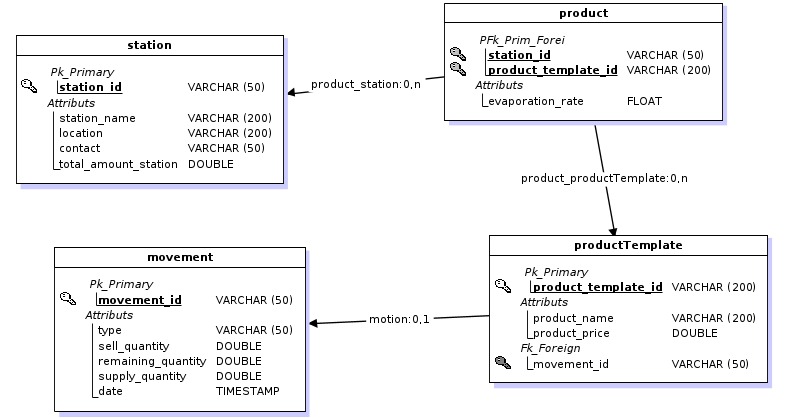 product
PFk_Prim_Forei
station_id VARCHAR (50)
product_template_id VARCHAR (200)
Attributs
evaporation_rate FLOAT
station
Pk_Primary
station_id VARCHAR (50)
Attributs
station_name VARCHAR (200)
location VARCHAR (200)
contact VARCHAR (50)
total_amount_station DOUBLE
product_station:0,n
product_productTemplate:0,n
productTemplate
Pk_Primary
product_template_id VARCHAR (200)
Attributs
product_name VARCHAR (200)
product_price DOUBLE
Fk_Foreign
movement_id VARCHAR (50)
motion:0,1
movement
Pk_Primary
movement_id VARCHAR (50)
Attributs
type VARCHAR (50)
sell_quantity DOUBLE
remaining_quantity DOUBLE
supply_quantity DOUBLE
date TIMESTAMP